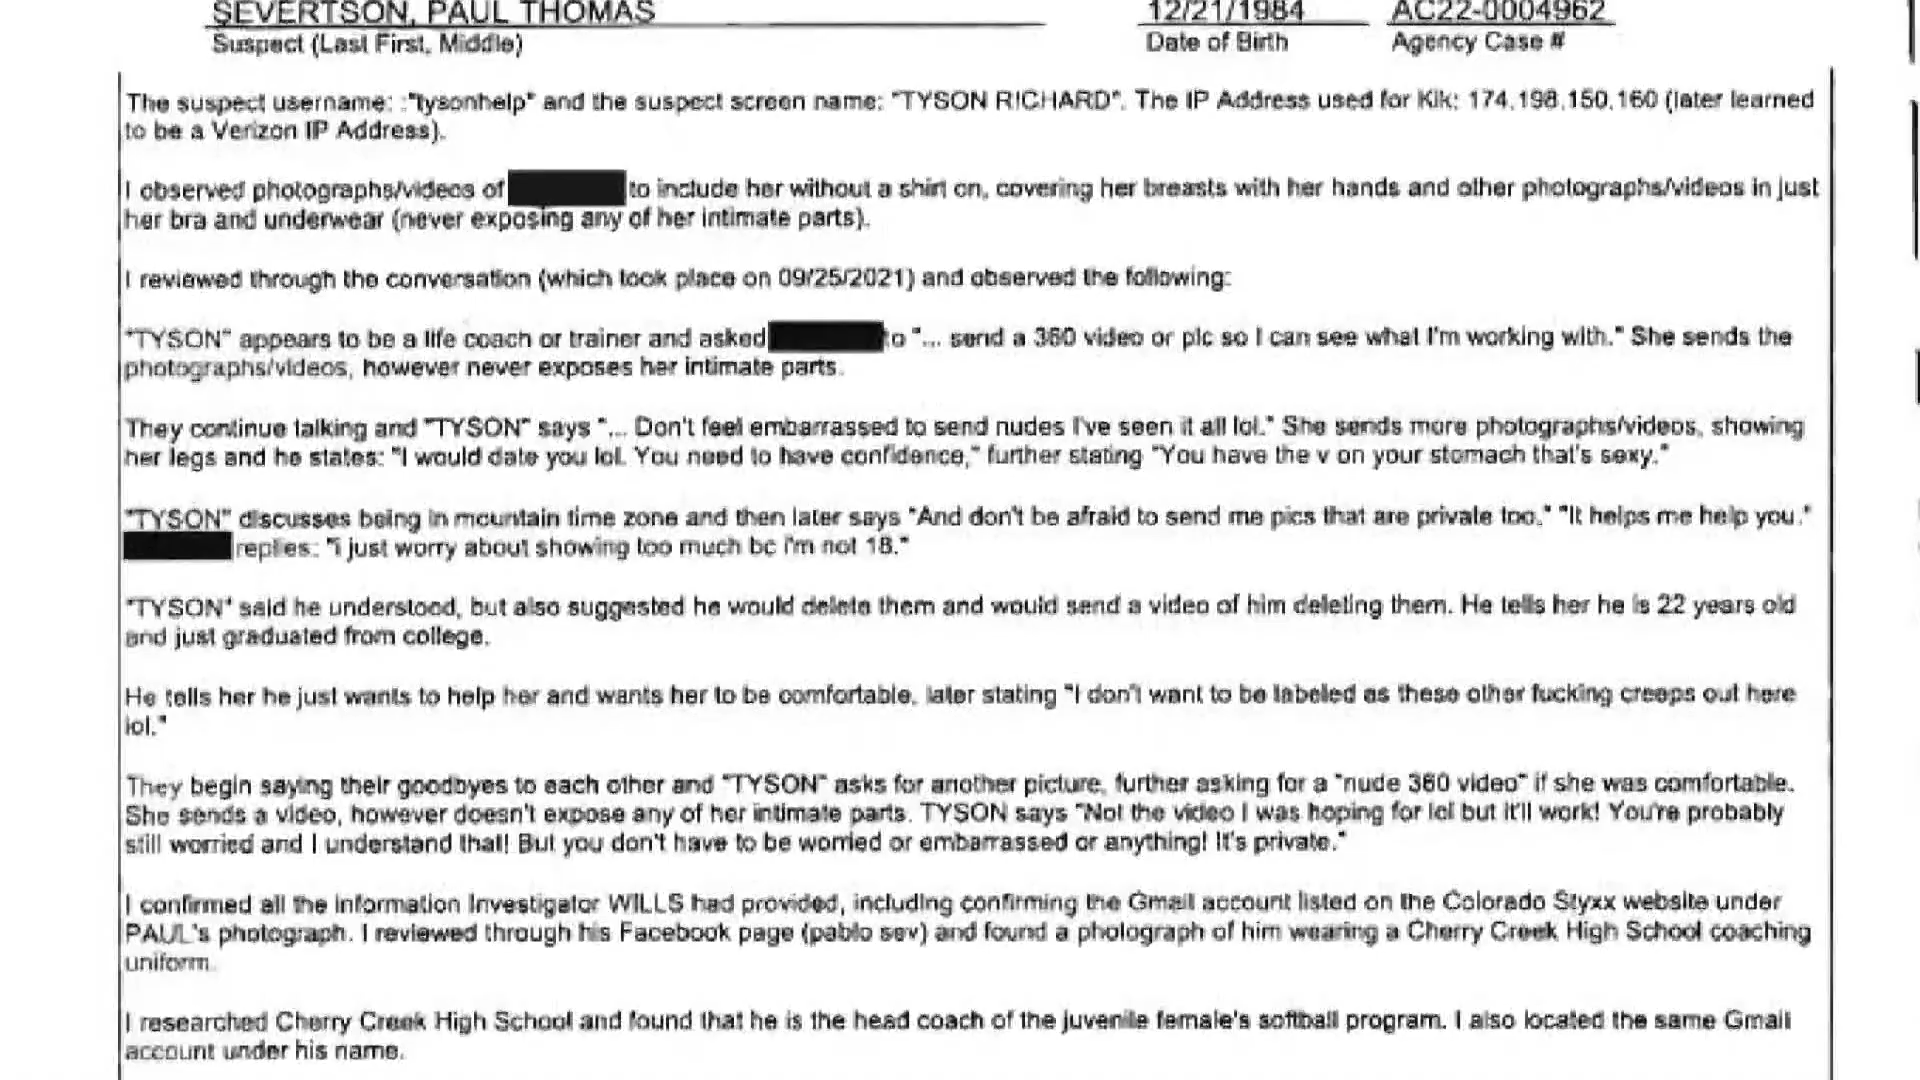 SEVERTSON, PAUL THOMAS 12/21/1984 AC22-0004962
Suspect (Last First, Middle) Date of Birth Agency Case #
The suspect username: :"tysonhelp" and the suspect screen name: "TYSON RICHARD". The IP Address used for Kik: 174.198.150.160 (later learned
to be a Verizon IP Address).
I observed photographs/videos of to include her without a shirt on, covering her breasts with her hands and other photographs/videos in just
her bra and underwear (never exposing any of her intimate parts).
I reviewed through the conversation (which took place on 09/25/2021) and observed the following:
"TYSON" appears to be a life coach or trainer and asked to "... send a 360 video or pic so I can see what I'm working with." She sends the
photographs/videos, however never exposes her intimate parts.
They continue talking and "TYSON" says "... Don't feel embarrassed to send nudes I've seen it all lol." She sends more photographs/videos, showing
her legs and he states: "I would date you lol. You need to have confidence," further stating "You have the v on your stomach that's sexy."
"TYSON" discusses being in mountain time zone and then later says "And don't be afraid to send me pics that are private too." "It helps me help you."
replies: "i just worry about showing too much bc i'm not 18."
"TYSON" said he understood, but also suggested he would delete them and would send a video of him deleting them. He tells her he is 22 years old
and just graduated from college.
He tells her he just wants to help her and wants her to be comfortable, later stating "I don't want to be labeled as these other fucking creeps out here
lol."
They begin saying their goodbyes to each other and "TYSON" asks for another picture, further asking for a "nude 360 video" if she was comfortable.
She sends a video, however doesn't expose any of her intimate parts. TYSON says "Not the video I was hoping for lol but it'll work! You're probably
still worried and I understand that! But you don't have to be worried or embarrassed or anything! It's private."
I confirmed all the information Investigator WILLS had provided, including confirming the Gmail account listed on the Colorado Styxx website under
PAUL's photograph. I reviewed through his Facebook page (pablo sev) and found a photograph of him wearing a Cherry Creek High School coaching
uniform.
I researched Cherry Creek High School and found that he is the head coach of the juvenile female's softball program. I also located the same Gmail
account under his name.